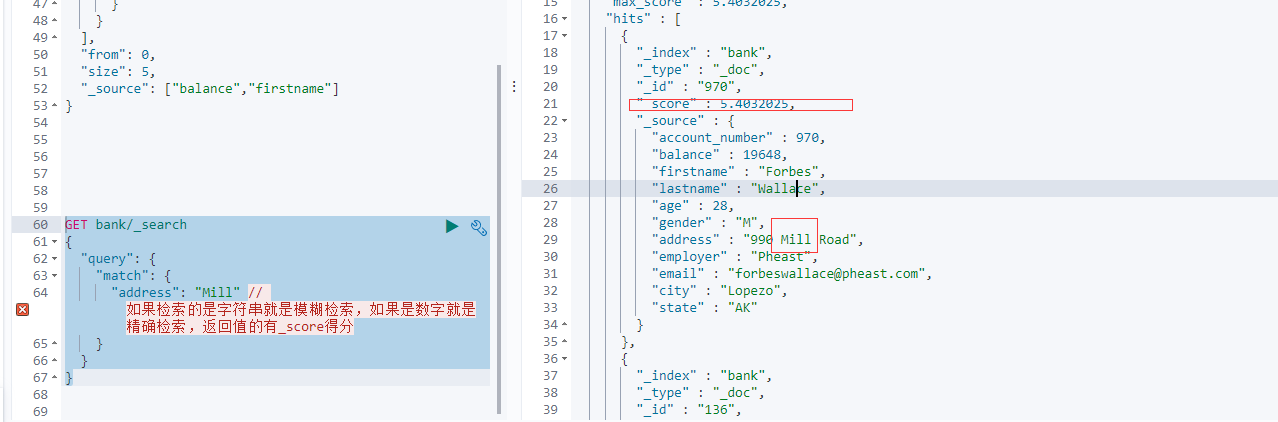 47 }
48 }
49 ],
50 "from": 0,
51 "size": 5,
52 "_source": ["balance","firstname"]
53 }
54
55
56
57
58
59
60 GET bank/_search
61 {
62 "query": {
63 "match": {
64 "address": "Mill" //
如果检索的是字符串就是模糊检索，如果是数字就是
精确检索，返回值的有_score得分
65 }
66 }
67 }
68
69
15 "max_score" : 5.4032025,
16 "hits" : [
17 {
18 "_index" : "bank",
19 "_type" : "_doc",
20 "_id" : "970",
21 "_score" : 5.4032025,
22 "_source" : {
23 "account_number" : 970,
24 "balance" : 19648,
25 "firstname" : "Forbes",
26 "lastname" : "Wallace",
27 "age" : 28,
28 "gender" : "M",
29 "address" : "990 Mill Road",
30 "employer" : "Pheast",
31 "email" : "forbeswallace@pheast.com",
32 "city" : "Lopezo",
33 "state" : "AK"
34 }
35 },
36 {
37 "_index" : "bank",
38 "_type" : "_doc",
39 "_id" : "136",